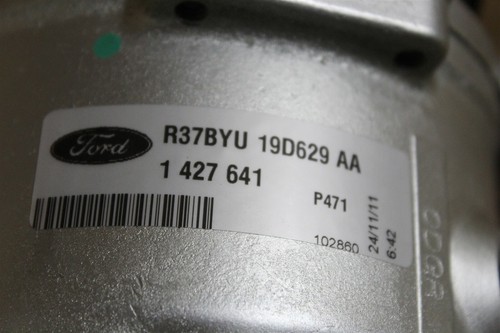 Ford
R37BYU 19D629 AA
1 427 641
P471
102860
24/11/11
6:42